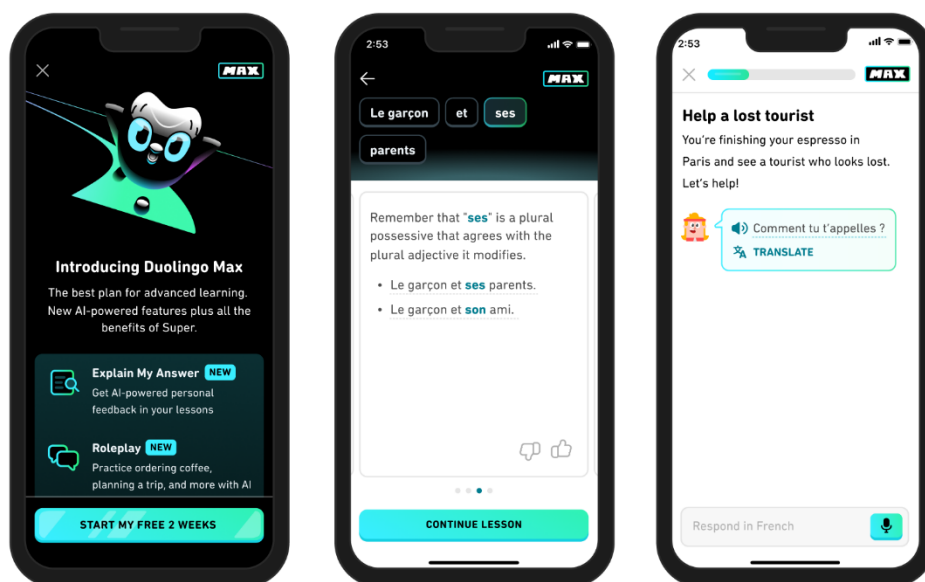 MAX
Introducing Duolingo Max
The best plan for advanced learning.
New AI-powered features plus all the
benefits of Super.
Explain My Answer NEW
Get AI-powered personal
feedback in your lessons
Roleplay NEW
Practice ordering coffee,
planning a trip, and more with AI
START MY FREE 2 WEEKS
2:53
MAX
Le garçon et ses
parents
Remember that "ses" is a plural
possessive that agrees with the
plural adjective it modifies.
• Le garçon et ses parents.
• Le garçon et son ami.
CONTINUE LESSON
2:53
MAX
Help a lost tourist
You're finishing your espresso in
Paris and see a tourist who looks lost.
Let's help!
Comment tu t'appelles ?
TRANSLATE
Respond in French